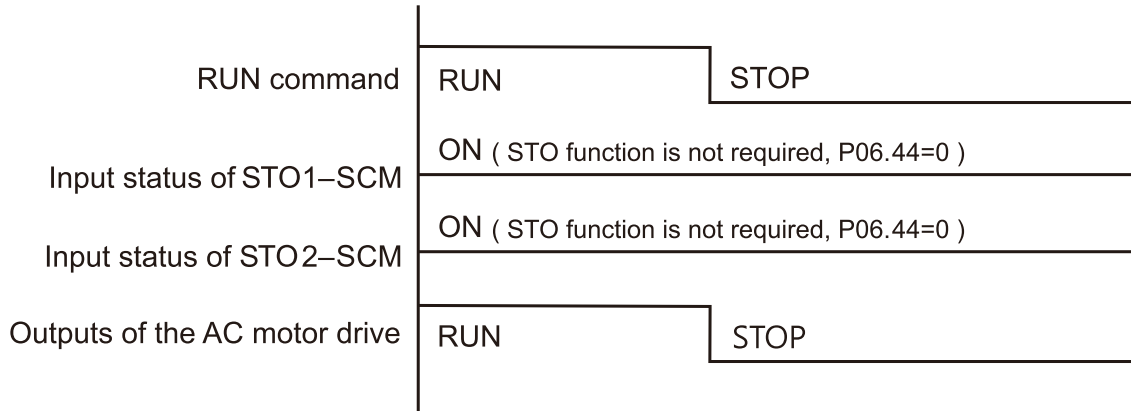 RUN command
RUN
STOP
ON ( STO function is not required, P06.44=0 )
Input status of STO1–SCM
ON ( STO function is not required, P06.44=0 )
Input status of STO2–SCM
Outputs of the AC motor drive
RUN
STOP